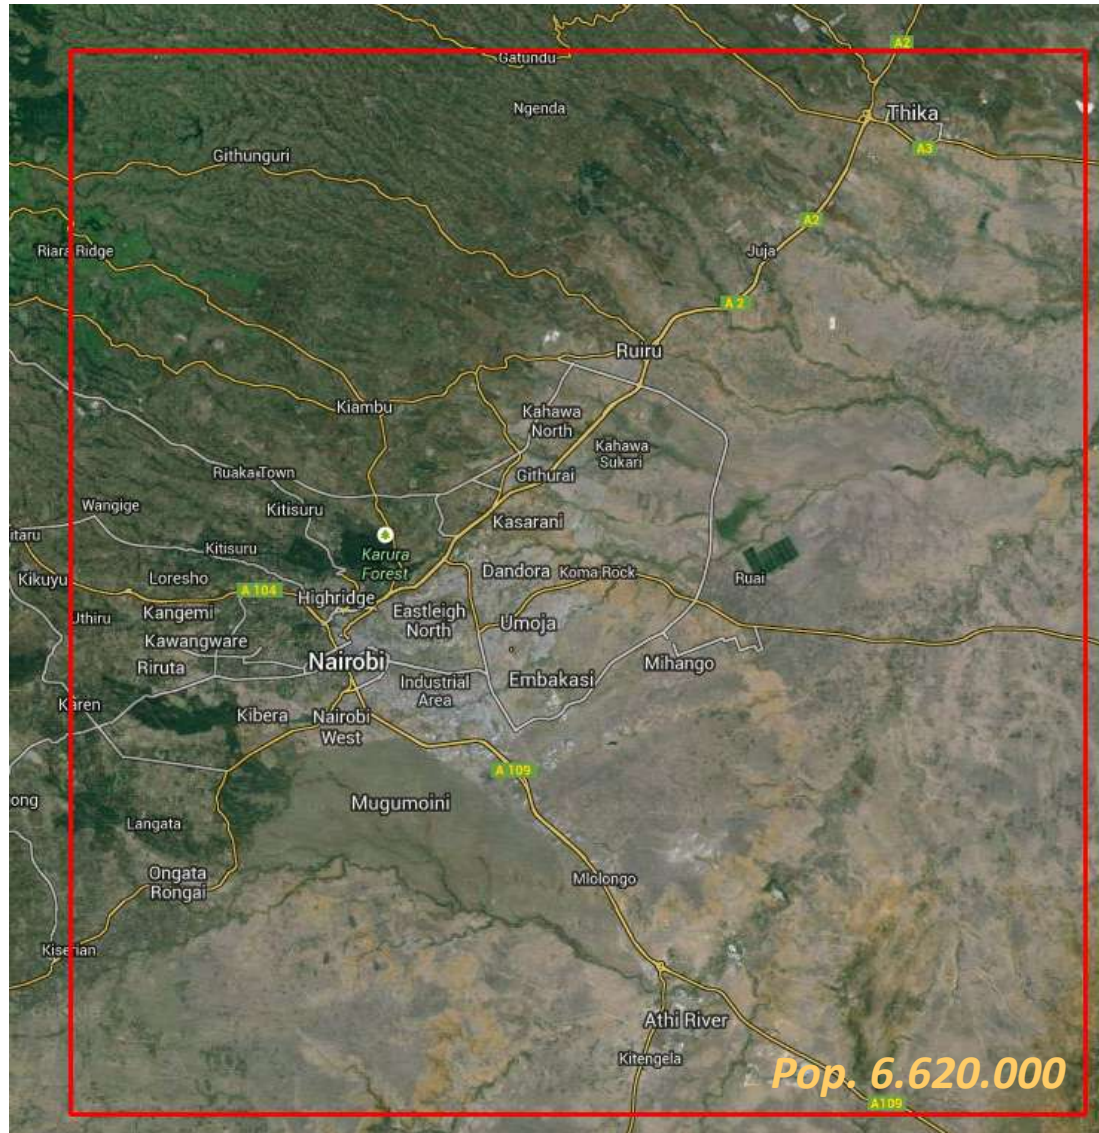 A2
Gatundu
Ngenda
Thika
A3
Githunguri
A2
Riara Ridge
Juja
A 2
Ruiru
Kiambu
Kahawa
North
Kahawa
Sukari
Ruaka Town
Githurai
Wangige
Kitisuru
Kasarani
itaru
Kitisuru
Karura
Forest
Kikuyu
Loresho
A 104
Dandora
Koma Rock
Ruai
Highridge
Uthiru
Kangemi
Eastleigh
North
Umoja
Kawangware
Nairobi
Riruta
Mihango
Industrial
Area
Embakasi
Karen
Kibera
Nairobi
West
A 109
ong
Mugumoini
Langata
Ongata
Rongai
Mlolongo
Kiserian
Athi River
Kitengela
Pop. 6.620.000
A109